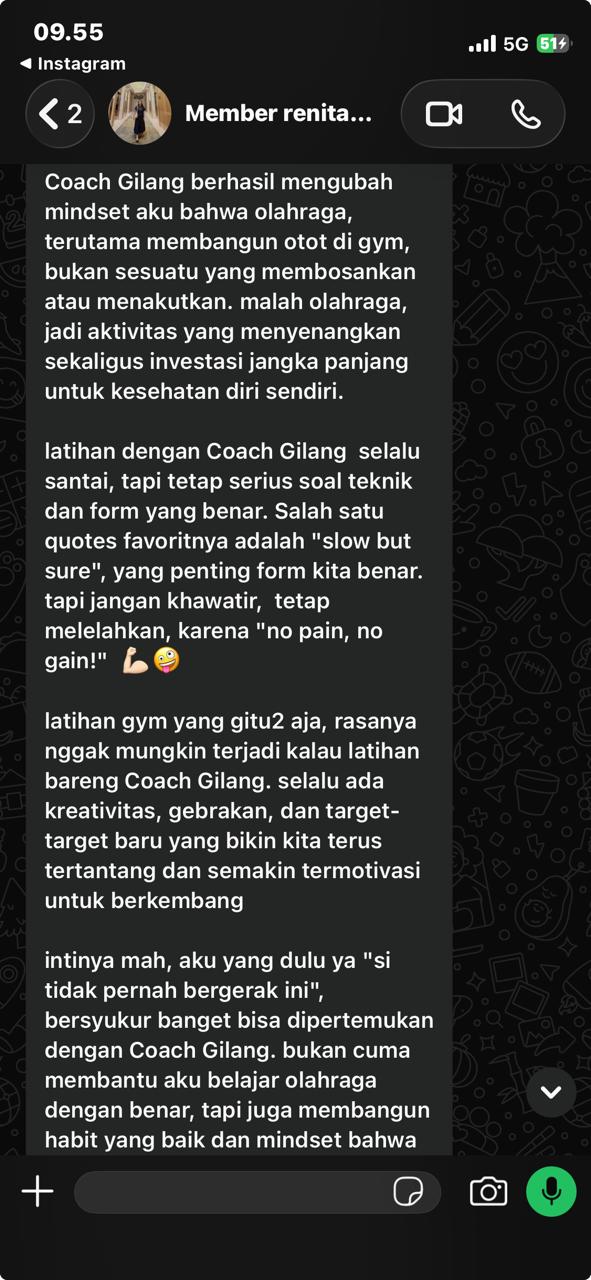 09.55
5G
51
◀ Instagram
2
Member renita...
Coach Gilang berhasil mengubah
mindset aku bahwa olahraga,
terutama membangun otot di gym,
bukan sesuatu yang membosankan
atau menakutkan. malah olahraga,
jadi aktivitas yang menyenangkan
sekaligus investasi jangka panjang
untuk kesehatan diri sendiri.
latihan dengan Coach Gilang  selalu
santai, tapi tetap serius soal teknik
dan form yang benar. Salah satu
quotes favoritnya adalah "slow but
sure", yang penting form kita benar.
tapi jangan khawatir,  tetap
melelahkan, karena "no pain, no
gain!"  💪🏻🤪
latihan gym yang gitu2 aja, rasanya
nggak mungkin terjadi kalau latihan
bareng Coach Gilang. selalu ada
kreativitas, gebrakan, dan target-
target baru yang bikin kita terus
tertantang dan semakin termotivasi
untuk berkembang
intinya mah, aku yang dulu ya "si
tidak pernah bergerak ini",
bersyukur banget bisa dipertemukan
dengan Coach Gilang. bukan cuma
membantu aku belajar olahraga
dengan benar, tapi juga membangun
habit yang baik dan mindset bahwa